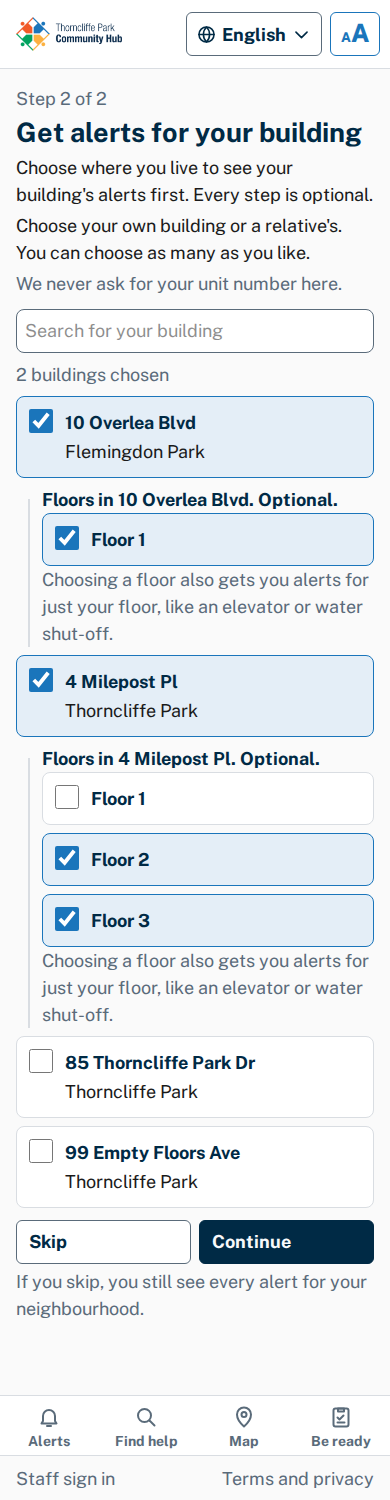 Thorncliffe Park
Community Hub
English
AA
Step 2 of 2
Get alerts for your building
Choose where you live to see your
building's alerts first. Every step is optional.
Choose your own building or a relative's.
You can choose as many as you like.
We never ask for your unit number here.
Search for your building
2 buildings chosen
10 Overlea Blvd
Flemingdon Park
Floors in 10 Overlea Blvd. Optional.
Floor 1
Choosing a floor also gets you alerts for
just your floor, like an elevator or water
shut-off.
4 Milepost Pl
Thorncliffe Park
Floors in 4 Milepost Pl. Optional.
Floor 1
Floor 2
Floor 3
Choosing a floor also gets you alerts for
just your floor, like an elevator or water
shut-off.
85 Thorncliffe Park Dr
Thorncliffe Park
99 Empty Floors Ave
Thorncliffe Park
Skip
Continue
If you skip, you still see every alert for your
neighbourhood.
Alerts
Find help
Map
Be ready
Staff sign in
Terms and privacy